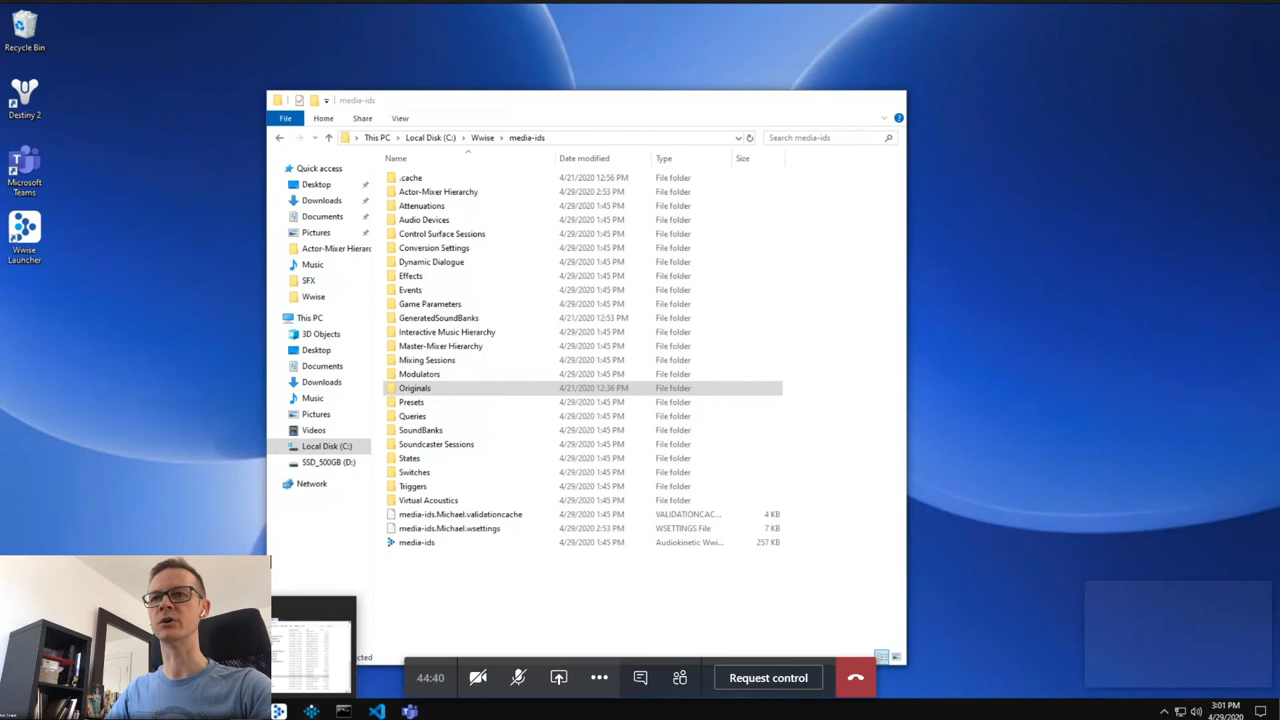 Recycle Bin
Destiny 2
Microsoft
Teams
Wwise
Launcher
media-ids
File Home Share View
This PC Local Disk (C:) Wwise media-ids
Search media-ids
Name Date modified Type Size
Quick access
Desktop
Downloads
Documents
Pictures
Actor-Mixer Hierarc
Music
SFX
Wwise
This PC
3D Objects
Desktop
Documents
Downloads
Music
Pictures
Videos
Local Disk (C:)
SSD_500GB (D:)
Network
.cache 4/21/2020 12:56 PM File folder
Actor-Mixer Hierarchy 4/29/2020 2:53 PM File folder
Attenuations 4/29/2020 1:45 PM File folder
Audio Devices 4/29/2020 1:45 PM File folder
Control Surface Sessions 4/29/2020 1:45 PM File folder
Conversion Settings 4/29/2020 1:45 PM File folder
Dynamic Dialogue 4/29/2020 1:45 PM File folder
Effects 4/29/2020 1:45 PM File folder
Events 4/29/2020 1:45 PM File folder
Game Parameters 4/29/2020 1:45 PM File folder
GeneratedSoundBanks 4/21/2020 12:53 PM File folder
Interactive Music Hierarchy 4/29/2020 1:45 PM File folder
Master-Mixer Hierarchy 4/29/2020 1:45 PM File folder
Mixing Sessions 4/29/2020 1:45 PM File folder
Modulators 4/29/2020 1:45 PM File folder
Originals 4/21/2020 12:36 PM File folder
Presets 4/29/2020 1:45 PM File folder
Queries 4/29/2020 1:45 PM File folder
SoundBanks 4/29/2020 1:45 PM File folder
Soundcaster Sessions 4/29/2020 1:45 PM File folder
States 4/29/2020 1:45 PM File folder
Switches 4/29/2020 1:45 PM File folder
Triggers 4/29/2020 1:45 PM File folder
Virtual Acoustics 4/29/2020 1:45 PM File folder
media-ids.Michael.validationcache 4/29/2020 1:45 PM VALIDATIONCAC... 4 KB
media-ids.Michael.wsettings 4/29/2020 2:53 PM WSETTINGS File 7 KB
media-ids 4/29/2020 1:45 PM Audiokinetic Wwi... 257 KB
44:40
Request control
3:01 PM
4/29/2020